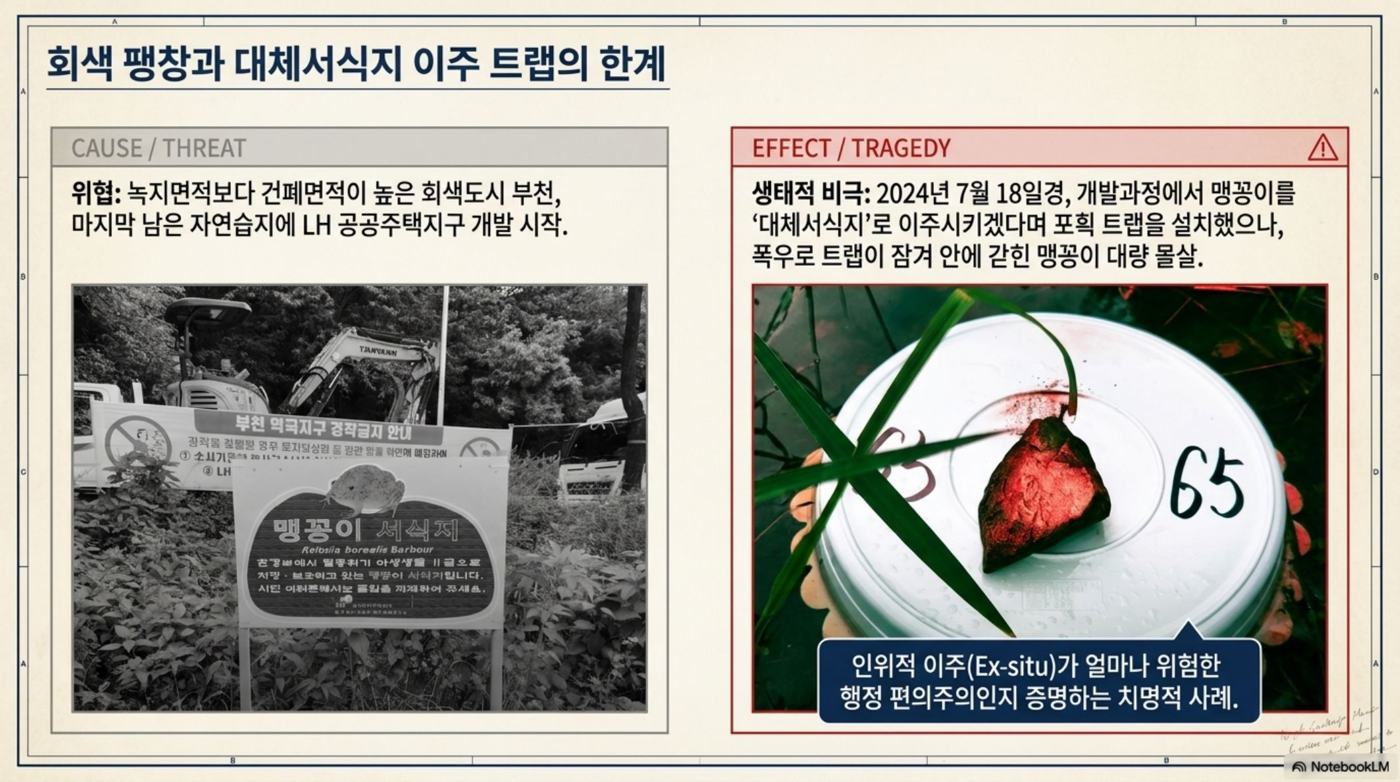 회색 팽창과 대체서식지 이주 트랩의 한계
CAUSE / THREAT
위협: 녹지면적보다 건폐면적이 높은 회색도시 부천,
마지막 남은 자연습지에 LH 공공주택지구 개발 시작.
YANMAR
부천 역곡지구 경작금지 안내
① 소시기
③ LH
맹꽁이 서식지
borealis Barbour
EFFECT / TRAGEDY
생태적 비극: 2024년 7월 18일경, 개발과정에서 맹꽁이를
‘대체서식지’로 이주시키겠다며 포획 트랩을 설치했으나,
폭우로 트랩이 잠겨 안에 갇힌 맹꽁이 대량 몰살.
65
인위적 이주(Ex-situ)가 얼마나 위험한
행정 편의주의인지 증명하는 치명적 사례.
NotebookLM